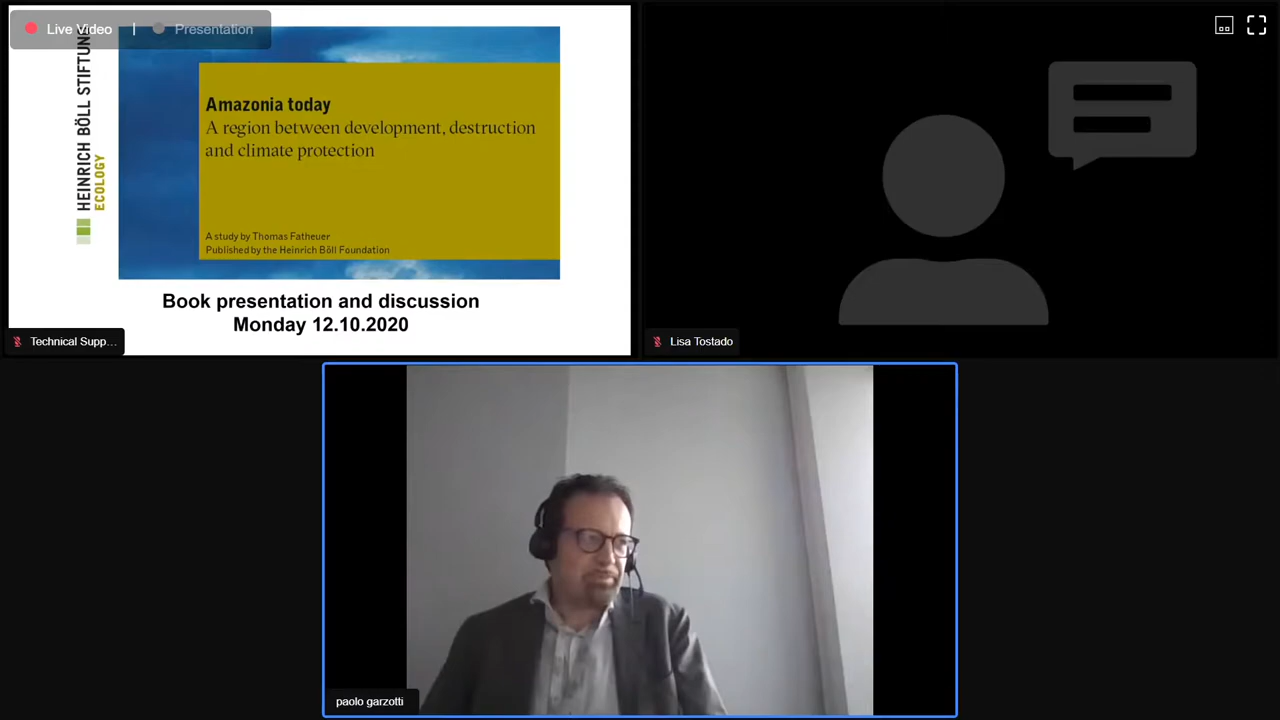 Live Video | Presentation
HEINRICH BÖLL STIFTUNG
ECOLOGY
Amazonia today
A region between development, destruction
and climate protection
A study by Thomas Fatheuer
Published by the Heinrich Böll Foundation
Book presentation and discussion
Monday 12.10.2020
Technical Supp...
Lisa Tostado
paolo garzotti